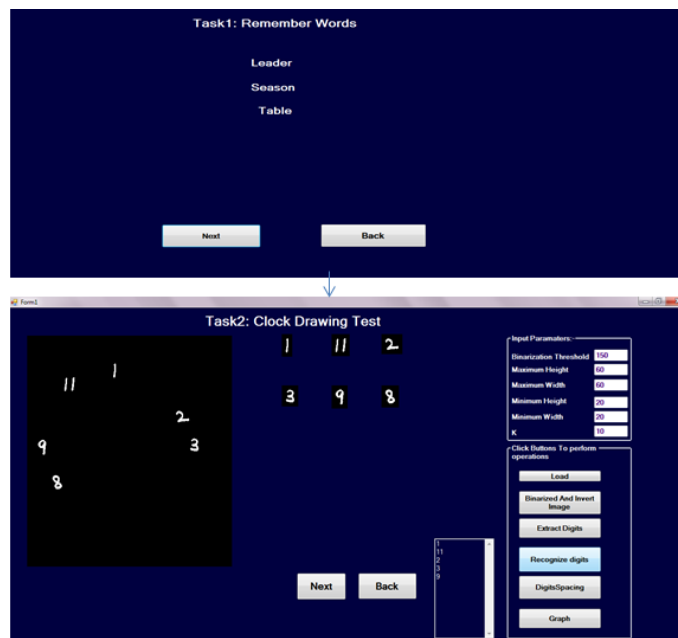 Task1: Remember Words
Leader
Season
Table
Next
Back
Form1
Task2: Clock Drawing Test
1
11
2
3
9
8
1
11
2
9
3
8
Input Paramators:-
Binarization Threshold 150
Maximum Height 60
Maximum Width 60
Minimum Height 20
Minimum Width 20
K 10
Click Buttons To perform
operations
Load
Binarized And Invert
Image
Extract Digits
Recognize digits
DigitsSpacing
Graph
1
11
2
3
9
Next
Back